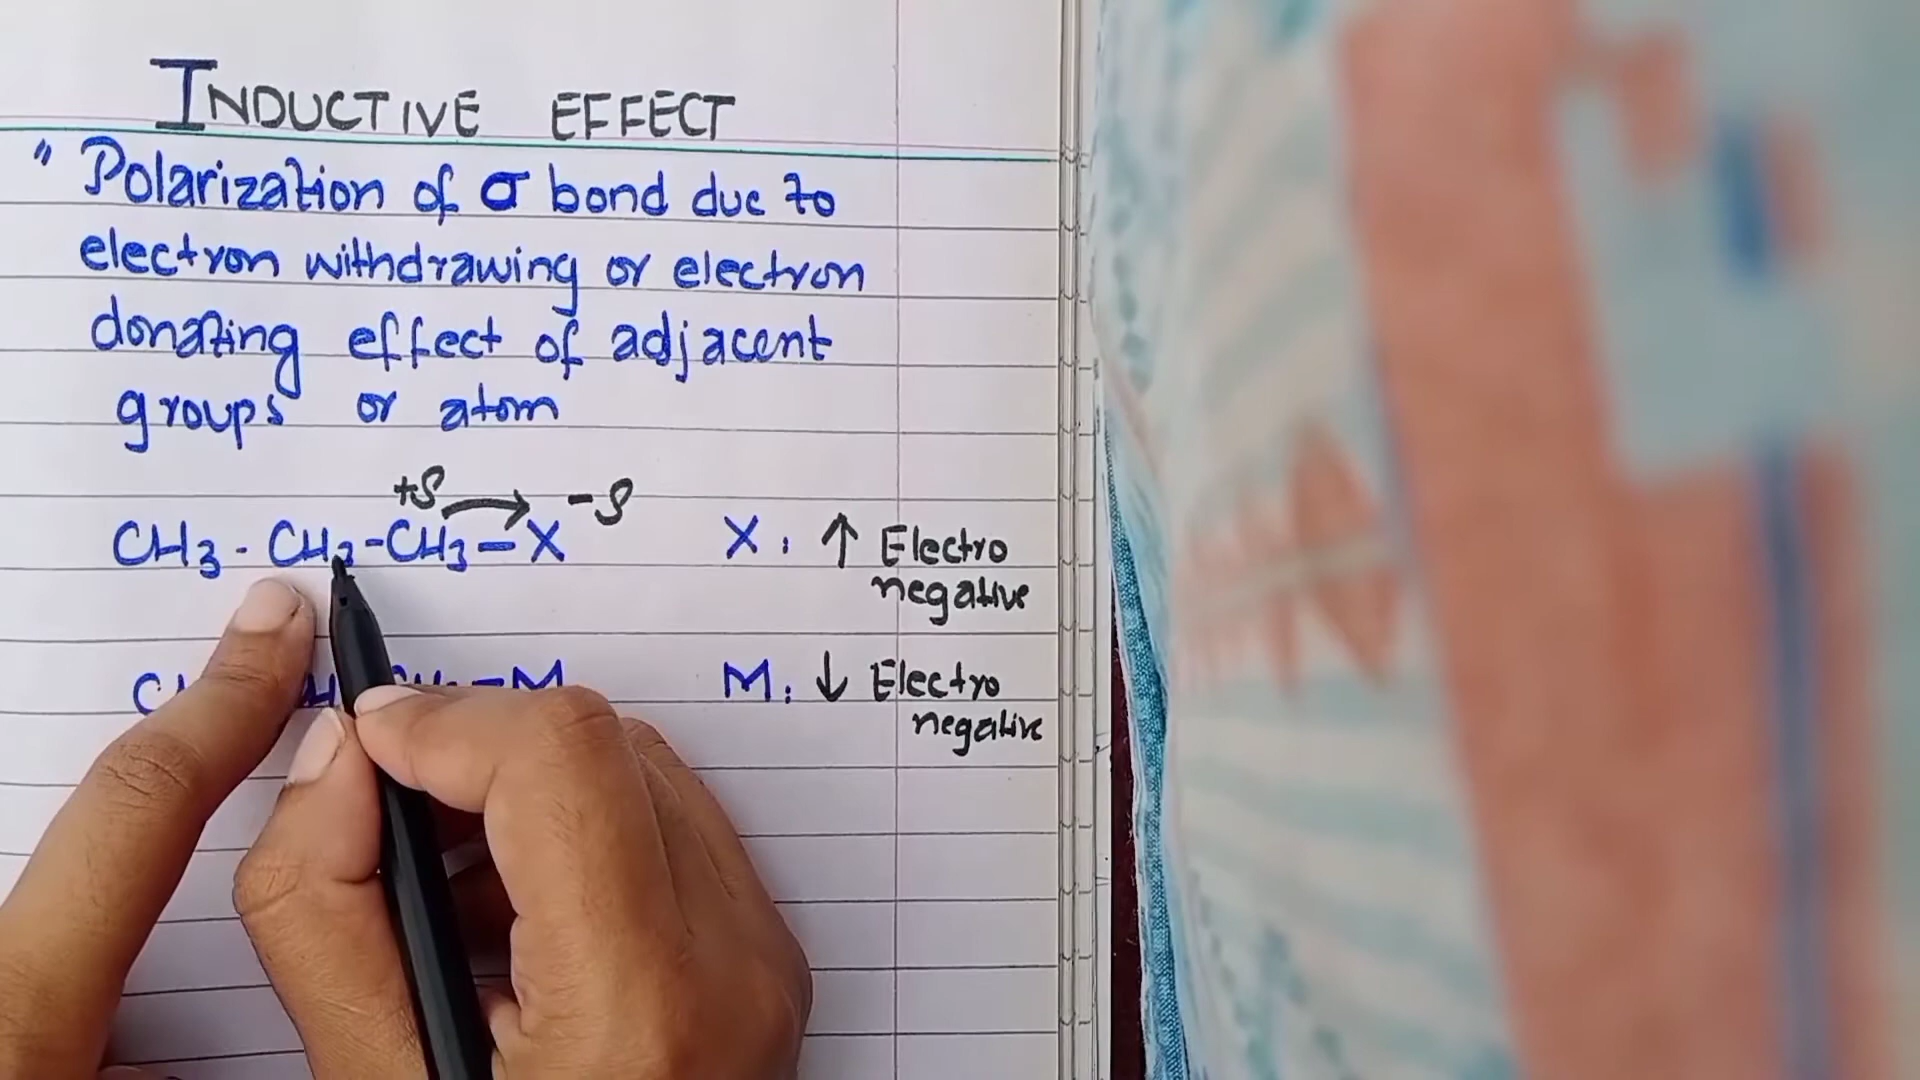 INDUCTIVE EFFECT
" Polarization of σ bond due to
electron withdrawing or electron
donating effect of adjacent
groups or atom
+δ -δ
CH3 - CH2-CH3-X X: ↑ Electro
negative
M: ↓ Electro
negative